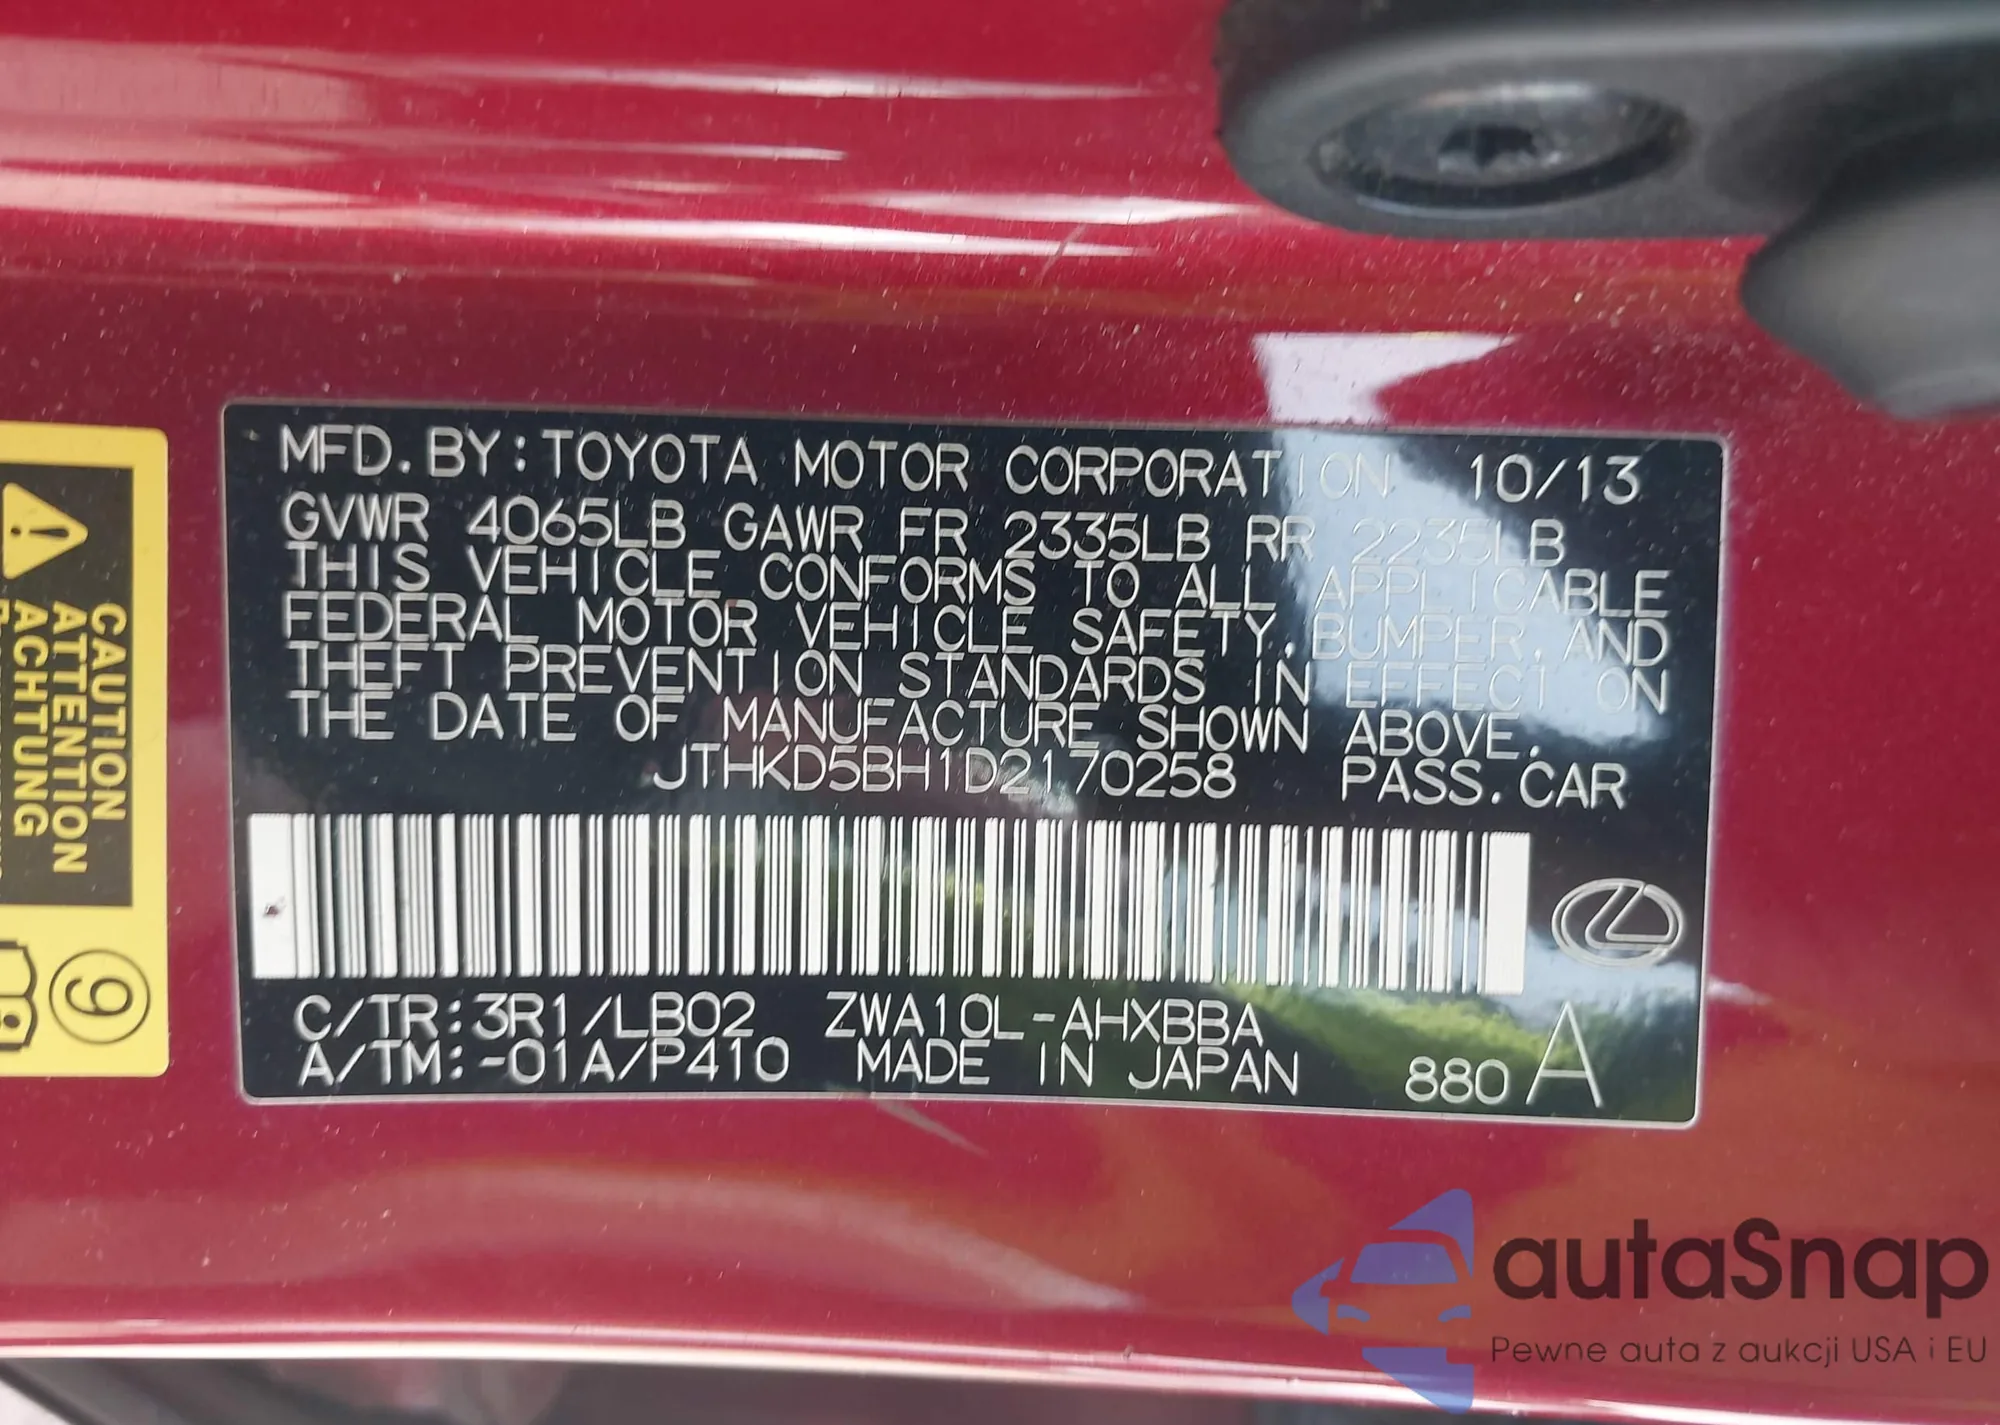 MFD. BY: TOYOTA MOTOR CORPORATION 10/13
GVWR 4065LB GAWR FR 2335LB RR 2235LB
THIS VEHICLE CONFORMS TO ALL APPLICABLE
FEDERAL MOTOR VEHICLE SAFETY, BUMPER, AND
THEFT PREVENTION STANDARDS IN EFFECT ON
THE DATE OF MANUFACTURE SHOWN ABOVE.
JTHKD5BH1D2170258 PASS. CAR
C/TR:3R1/LB02 ZWA10L-AHXBBA
A/TM:-01A/P410 MADE IN JAPAN 880 A
CAUTION
ATTENTION
ACHTUNG
9
autaSnap
Pewne auta z aukcji USA i EU